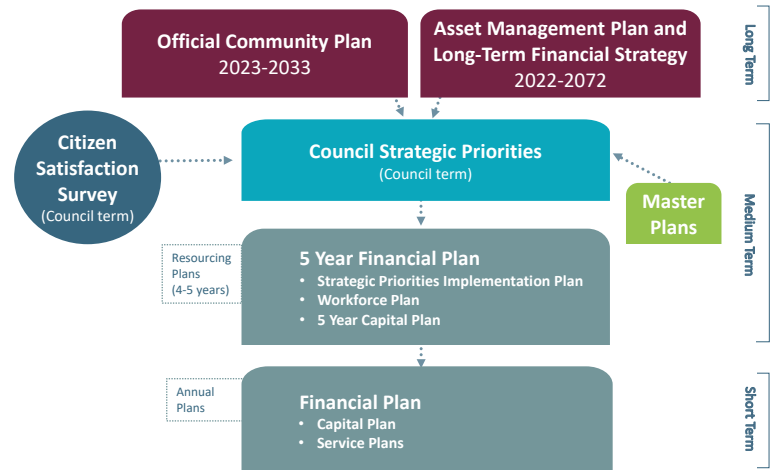 Official Community Plan
2023-2033
Asset Management Plan and
Long-Term Financial Strategy
2022-2072
Long Term
Citizen
Satisfaction
Survey
(Council term)
Council Strategic Priorities
(Council term)
Master
Plans
Medium Term
Resourcing
Plans
(4-5 years)
5 Year Financial Plan
• Strategic Priorities Implementation Plan
• Workforce Plan
• 5 Year Capital Plan
Annual
Plans
Financial Plan
• Capital Plan
• Service Plans
Short Term